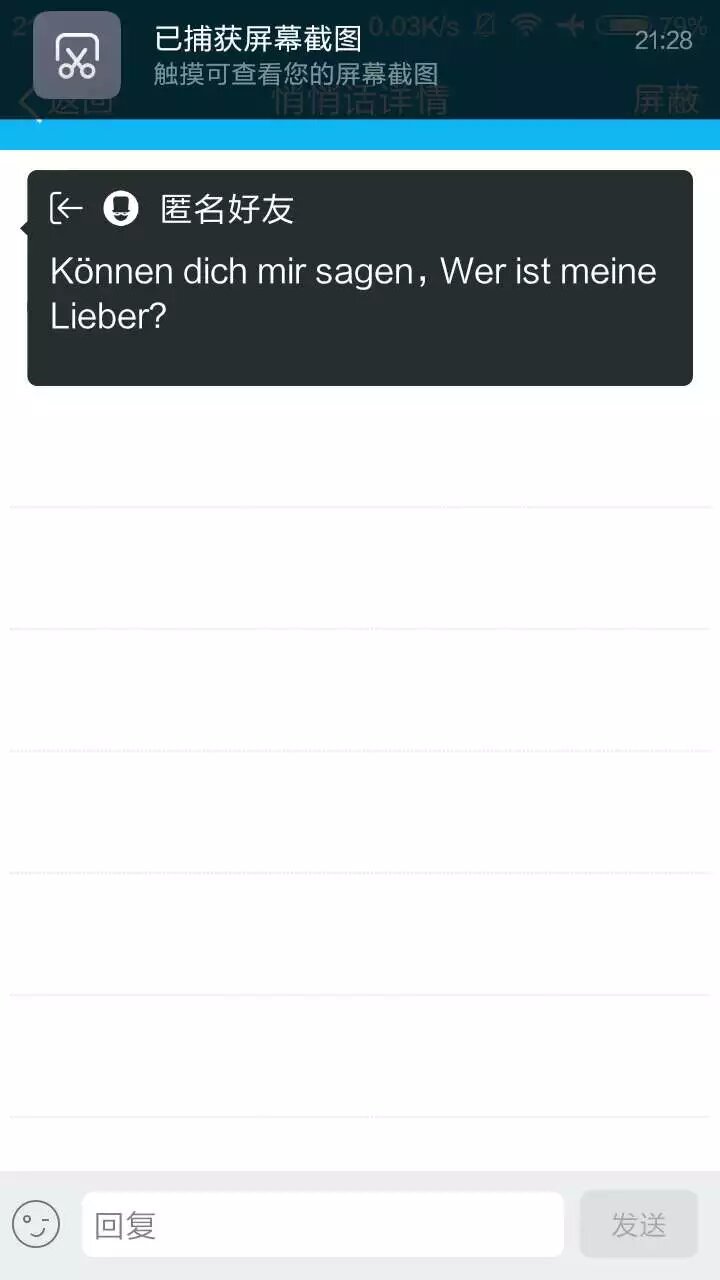 已捕获屏幕截图
触摸可查看您的屏幕截图
21:28
0.03K/s
79%
返回
悄悄话详情
屏蔽
匿名好友
Können dich mir sagen，Wer ist meine
Lieber?
回复
发送